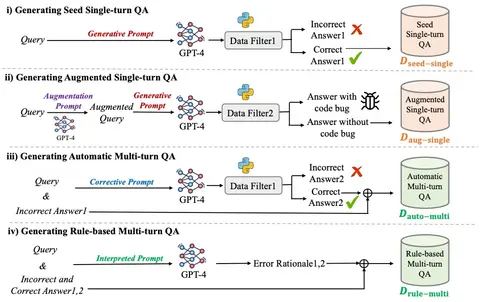 i) Generating Seed Single-turn QA
Query
Generative Prompt
GPT-4
Data Filter1
Incorrect
Answer1
Correct
Answer1
Seed
Single-turn
QA
D seed−single
ii) Generating Augmented Single-turn QA
Query
Augmentation
Prompt
GPT-4
Augmented
Query
Generative
Prompt
GPT-4
Data Filter2
Answer with
code bug
Answer without
code bug
Augmented
Single-turn
QA
D aug−single
iii) Generating Automatic Multi-turn QA
Query
&
Incorrect Answer1
Corrective Prompt
GPT-4
Data Filter1
Incorrect
Answer2
Correct
Answer2
Automatic
Multi-turn
QA
D auto−multi
iv) Generating Rule-based Multi-turn QA
Query
&
Incorrect and
Correct Answer1,2
Interpreted Prompt
GPT-4
Error Rationale1,2
Rule-based
Multi-turn
QA
D rule−multi